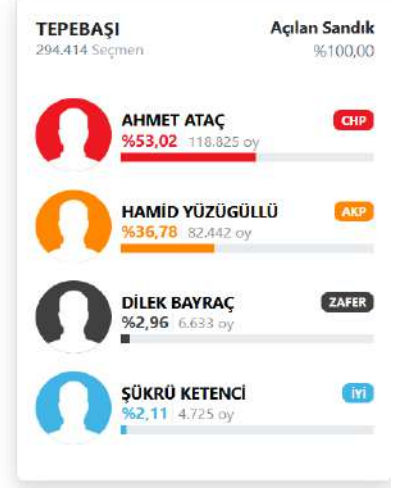 TEPEBAŞI Açılan Sandık
294.414 Seçmen %100,00
AHMET ATAÇ CHP
%53,02 118.825 oy
HAMİD YÜZÜGÜLLÜ AKP
%36,78 82.442 oy
DİLEK BAYRAÇ ZAFER
%2,96 6.633 oy
ŞÜKRÜ KETENCİ İYİ
%2,11 4.725 oy